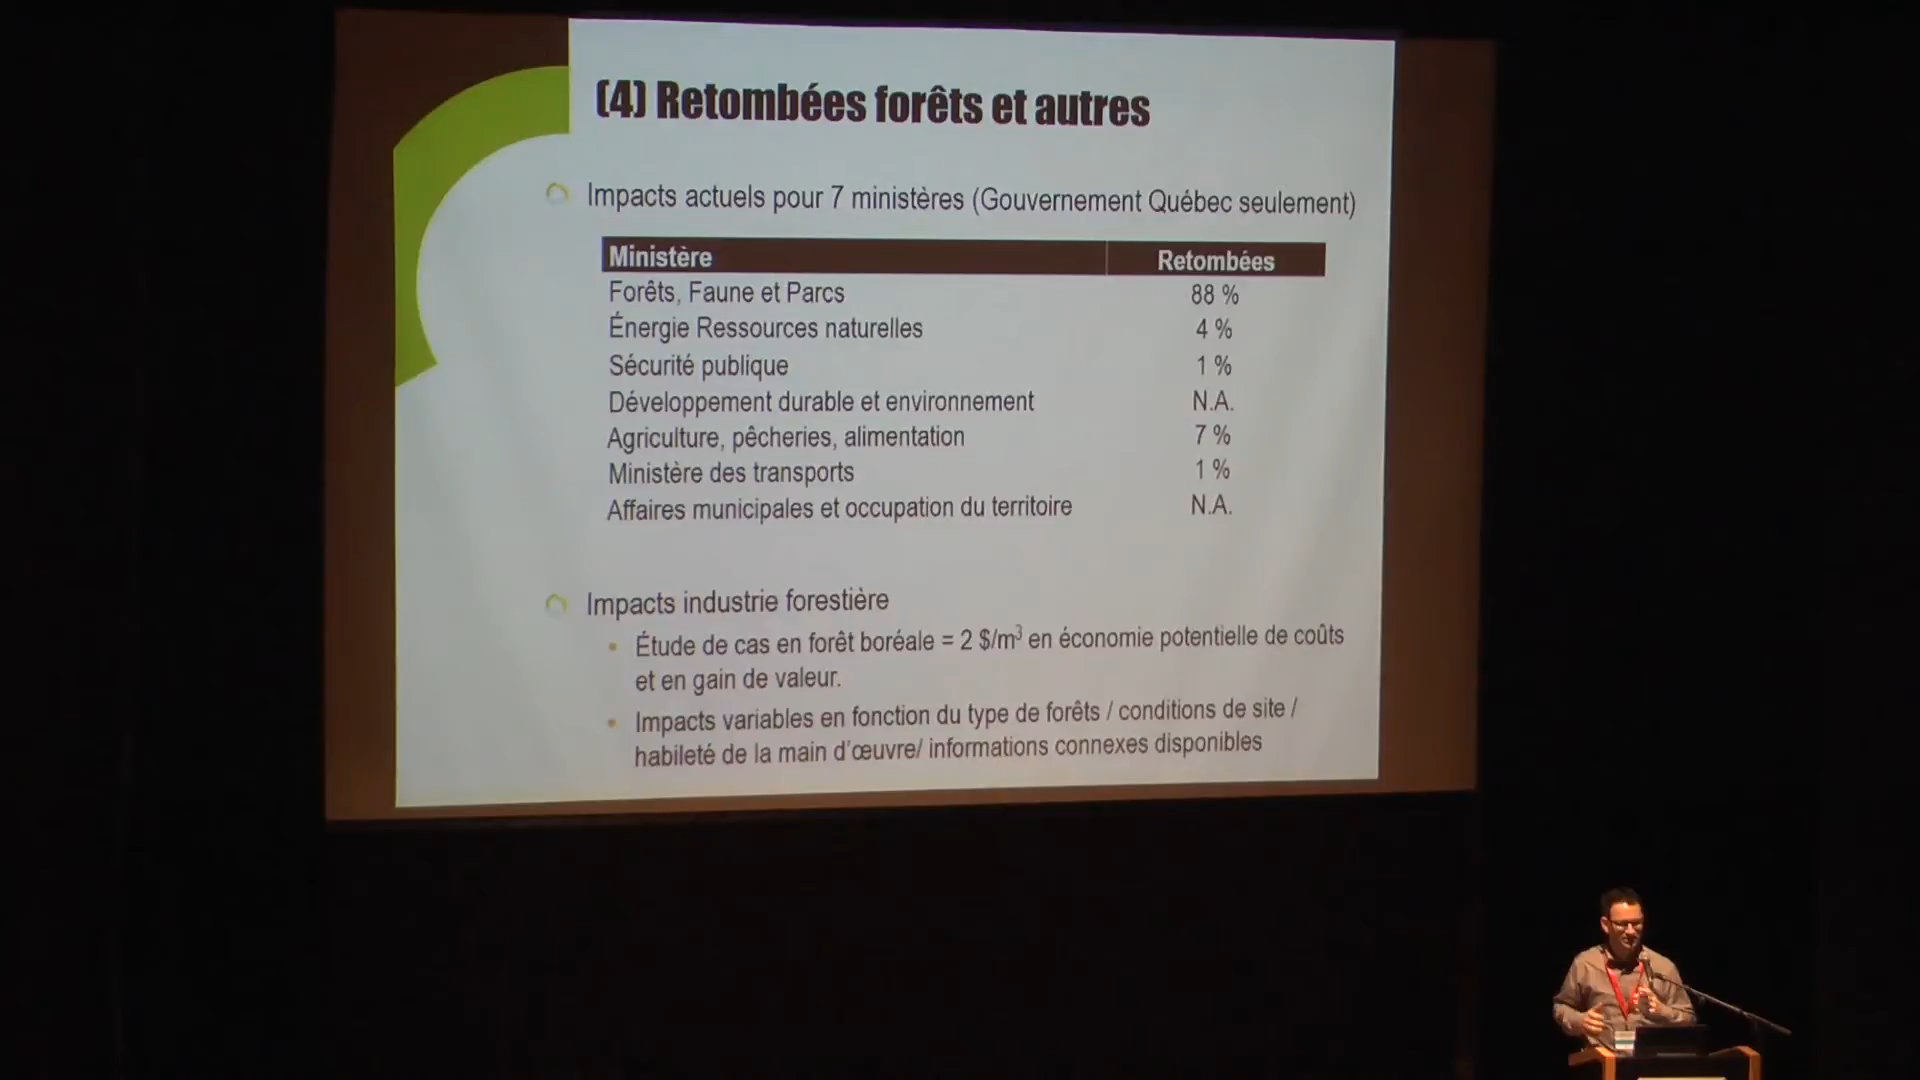 (4) Retombées forêts et autres
Impacts actuels pour 7 ministères (Gouvernement Québec seulement)
Ministère Retombées
Forêts, Faune et Parcs 88 %
Énergie Ressources naturelles 4 %
Sécurité publique 1 %
Développement durable et environnement N.A.
Agriculture, pêcheries, alimentation 7 %
Ministère des transports 1 %
Affaires municipales et occupation du territoire N.A.
Impacts industrie forestière
• Étude de cas en forêt boréale = 2 $/m³ en économie potentielle de coûts
et en gain de valeur.
• Impacts variables en fonction du type de forêts / conditions de site /
habileté de la main d'œuvre/ informations connexes disponibles